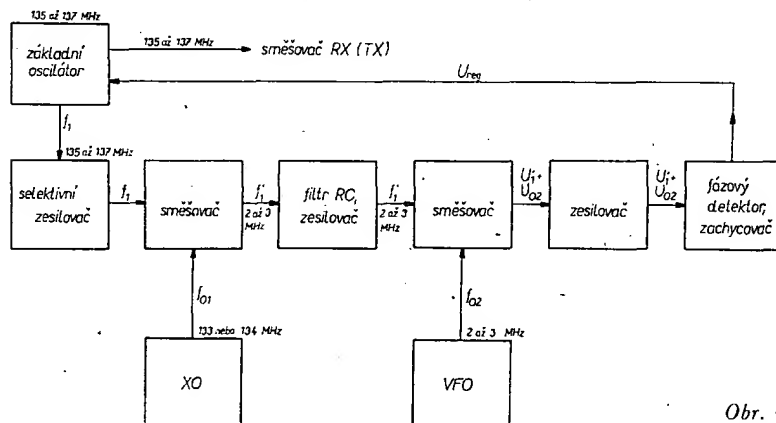 135 až 137 MHz
základní
oscilátor
135 až 137 MHz
směšovač RX (TX)
Ureg
f1
135 až 137 MHz
selektivní
zesilovač
f1
směšovač
f1'
2 až 3
MHz
filtr RC,
zesilovač
f1'
2 až 3
MHz
směšovač
U1'+
U02
zesilovač
U1'+
U02
fázový
detektor,
zachycovač
f01
f02
133 nebo 134 MHz
XO
2 až 3 MHz
VFO
Obr.